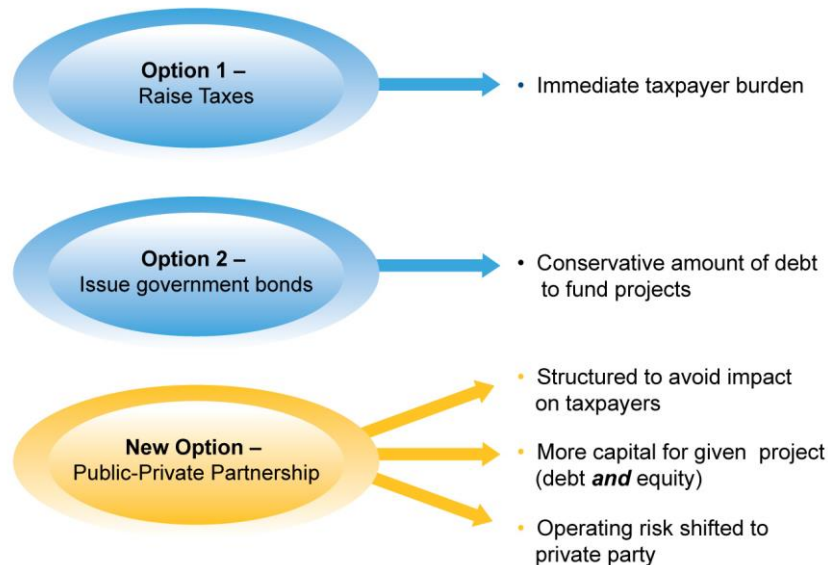 Option 1 –
Raise Taxes
• Immediate taxpayer burden
Option 2 –
Issue government bonds
• Conservative amount of debt
to fund projects
New Option –
Public-Private Partnership
• Structured to avoid impact
on taxpayers
• More capital for given project
(debt and equity)
• Operating risk shifted to
private party